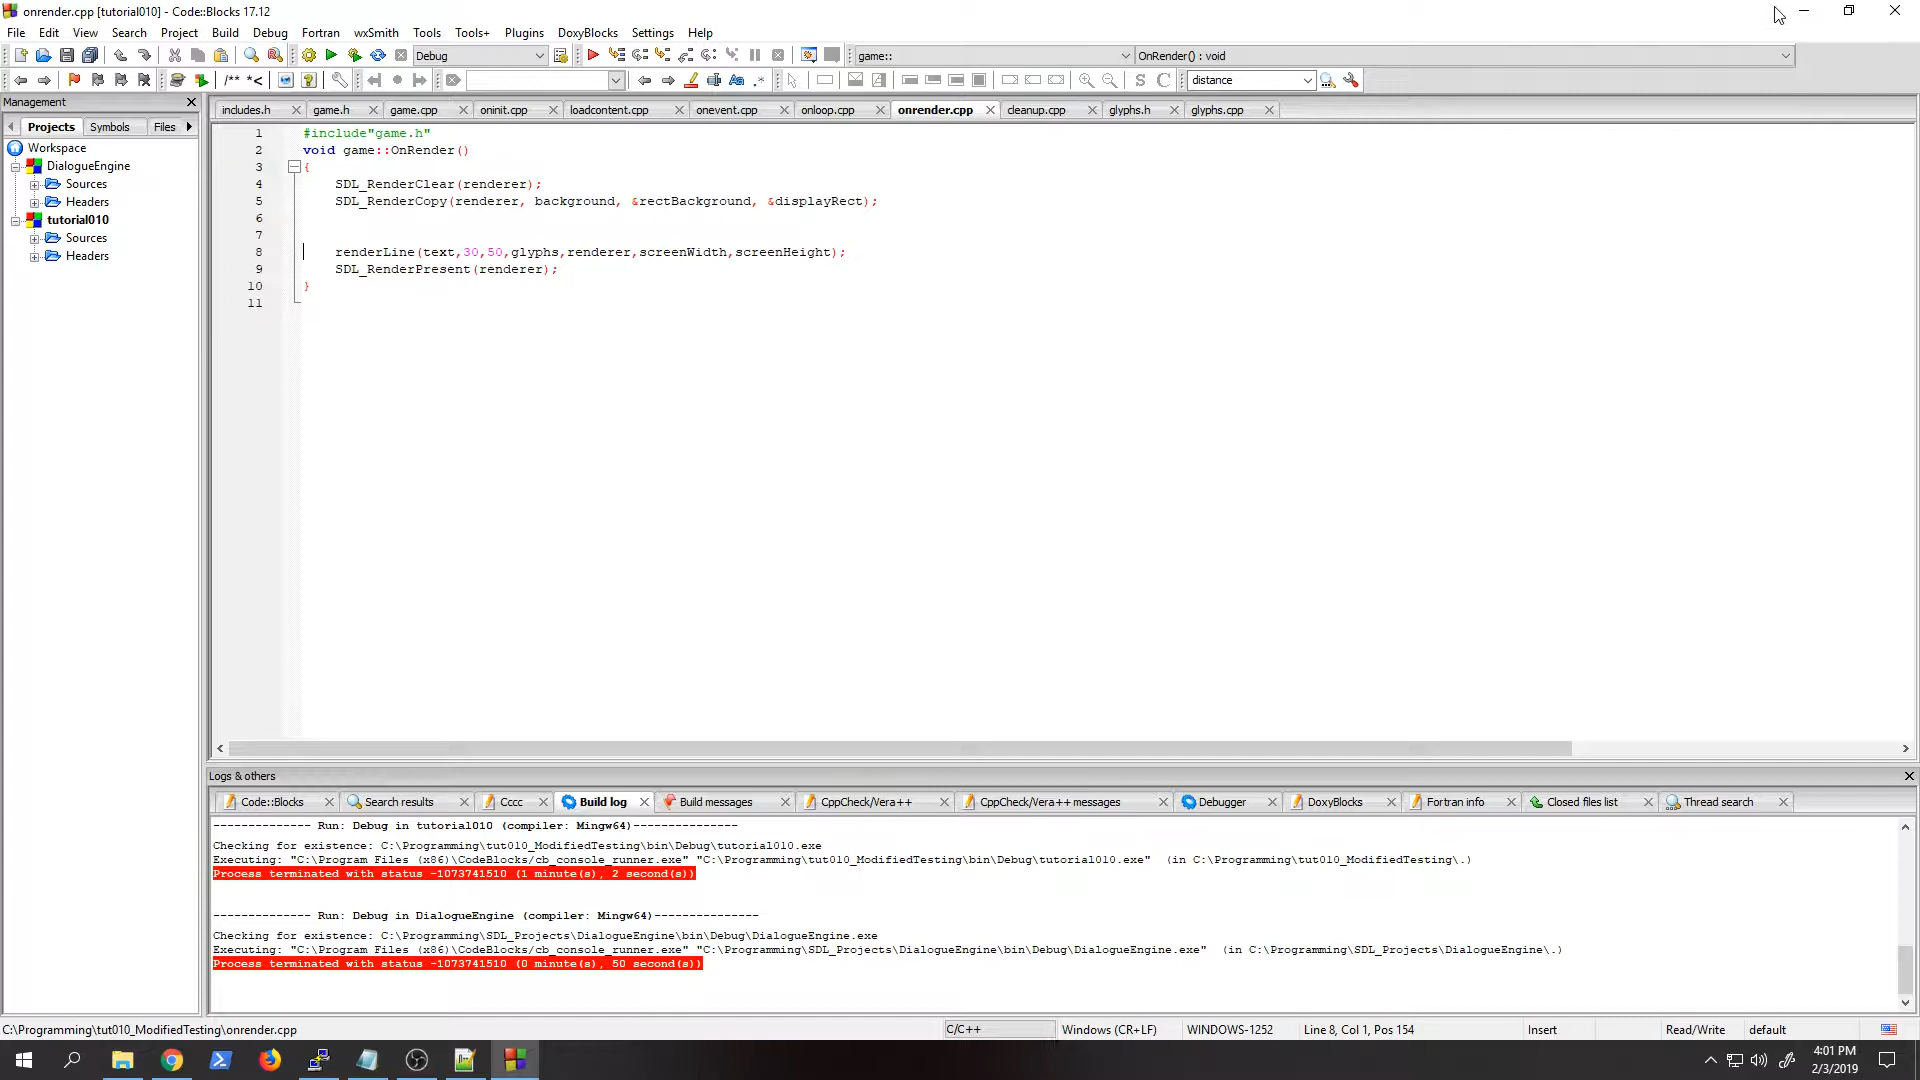 onrender.cpp [tutorial010] - Code::Blocks 17.12
File Edit View Search Project Build Debug Fortran wxSmith Tools Tools+ Plugins DoxyBlocks Settings Help
Debug game:: OnRender() : void
/** *< Aa .* S C distance
Management
includes.h game.h game.cpp oninit.cpp loadcontent.cpp onevent.cpp onloop.cpp onrender.cpp cleanup.cpp glyphs.h glyphs.cpp
Projects Symbols Files
Workspace
DialogueEngine
Sources
Headers
tutorial010
Sources
Headers
1 #include"game.h"
2 void game::OnRender()
3 {
4 SDL_RenderClear(renderer);
5 SDL_RenderCopy(renderer, background, &rectBackground, &displayRect);
6
7
8 renderLine(text,30,50,glyphs,renderer,screenWidth,screenHeight);
9 SDL_RenderPresent(renderer);
10 }
11
Logs & others
Code::Blocks Search results Cccc Build log Build messages CppCheck/Vera++ CppCheck/Vera++ messages Debugger DoxyBlocks Fortran info Closed files list Thread search
-------------- Run: Debug in tutorial010 (compiler: Mingw64)---------------
Checking for existence: C:\Programming\tut010_ModifiedTesting\bin\Debug\tutorial010.exe
Executing: "C:\Program Files (x86)\CodeBlocks/cb_console_runner.exe" "C:\Programming\tut010_ModifiedTesting\bin\Debug\tutorial010.exe"  (in C:\Programming\tut010_ModifiedTesting\.)
Process terminated with status -1073741510 (1 minute(s), 2 second(s))
-------------- Run: Debug in DialogueEngine (compiler: Mingw64)---------------
Checking for existence: C:\Programming\SDL_Projects\DialogueEngine\bin\Debug\DialogueEngine.exe
Executing: "C:\Program Files (x86)\CodeBlocks/cb_console_runner.exe" "C:\Programming\SDL_Projects\DialogueEngine\bin\Debug\DialogueEngine.exe"  (in C:\Programming\SDL_Projects\DialogueEngine\.)
Process terminated with status -1073741510 (0 minute(s), 50 second(s))
C:\Programming\tut010_ModifiedTesting\onrender.cpp C/C++ Windows (CR+LF) WINDOWS-1252 Line 8, Col 1, Pos 154 Insert Read/Write default
4:01 PM
2/3/2019